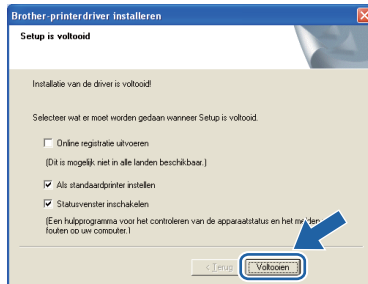 Brother-printerdriver installeren
Setup is voltooid
Installatie van de driver is voltooid!
Selecteer wat er moet worden gedaan wanneer Setup is voltooid.
Online registratie uitvoeren
(Dit is mogelijk niet in alle landen beschikbaar.)
Als standaardprinter instellen
Statusvenster inschakelen
(Een hulpprogramma voor het controleren van de apparaatstatus en het melden
fouten op uw computer.)
< Terug
Voltooien